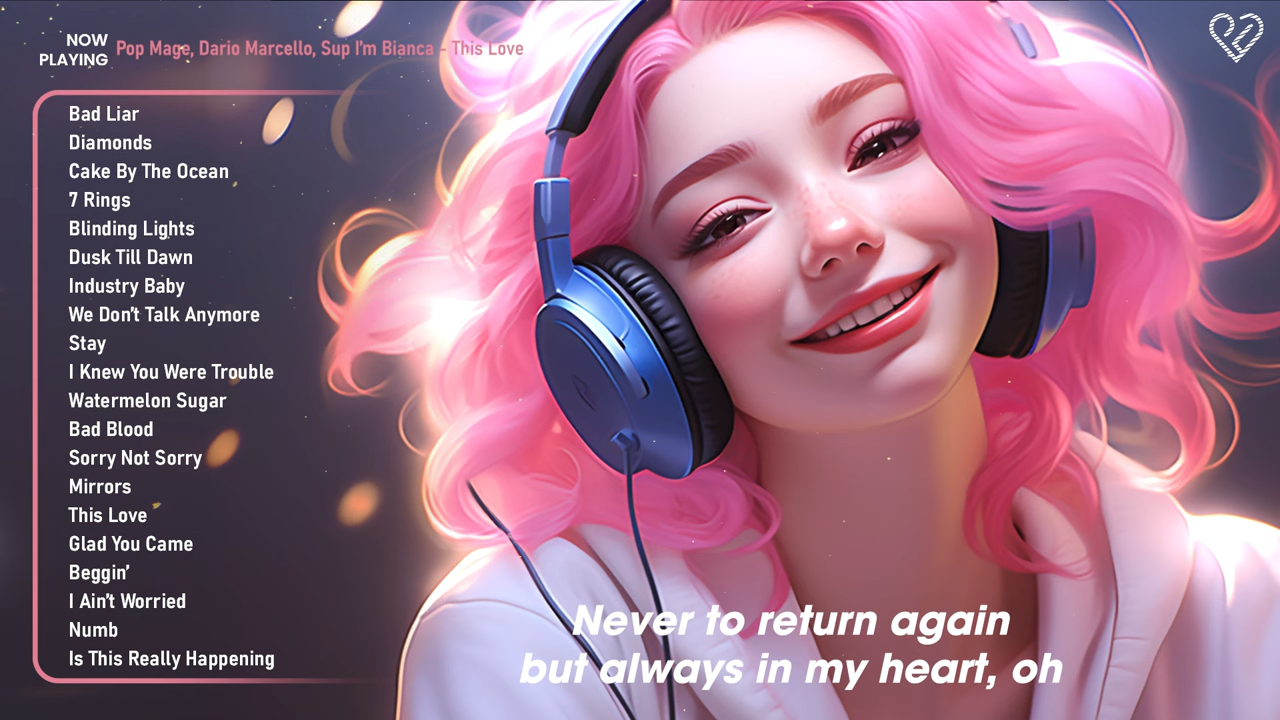 NOW
PLAYING
Pop Mage, Dario Marcello, Sup I'm Bianca - This Love
Bad Liar
Diamonds
Cake By The Ocean
7 Rings
Blinding Lights
Dusk Till Dawn
Industry Baby
We Don't Talk Anymore
Stay
I Knew You Were Trouble
Watermelon Sugar
Bad Blood
Sorry Not Sorry
Mirrors
This Love
Glad You Came
Beggin'
I Ain't Worried
Numb
Is This Really Happening
Never to return again
but always in my heart, oh